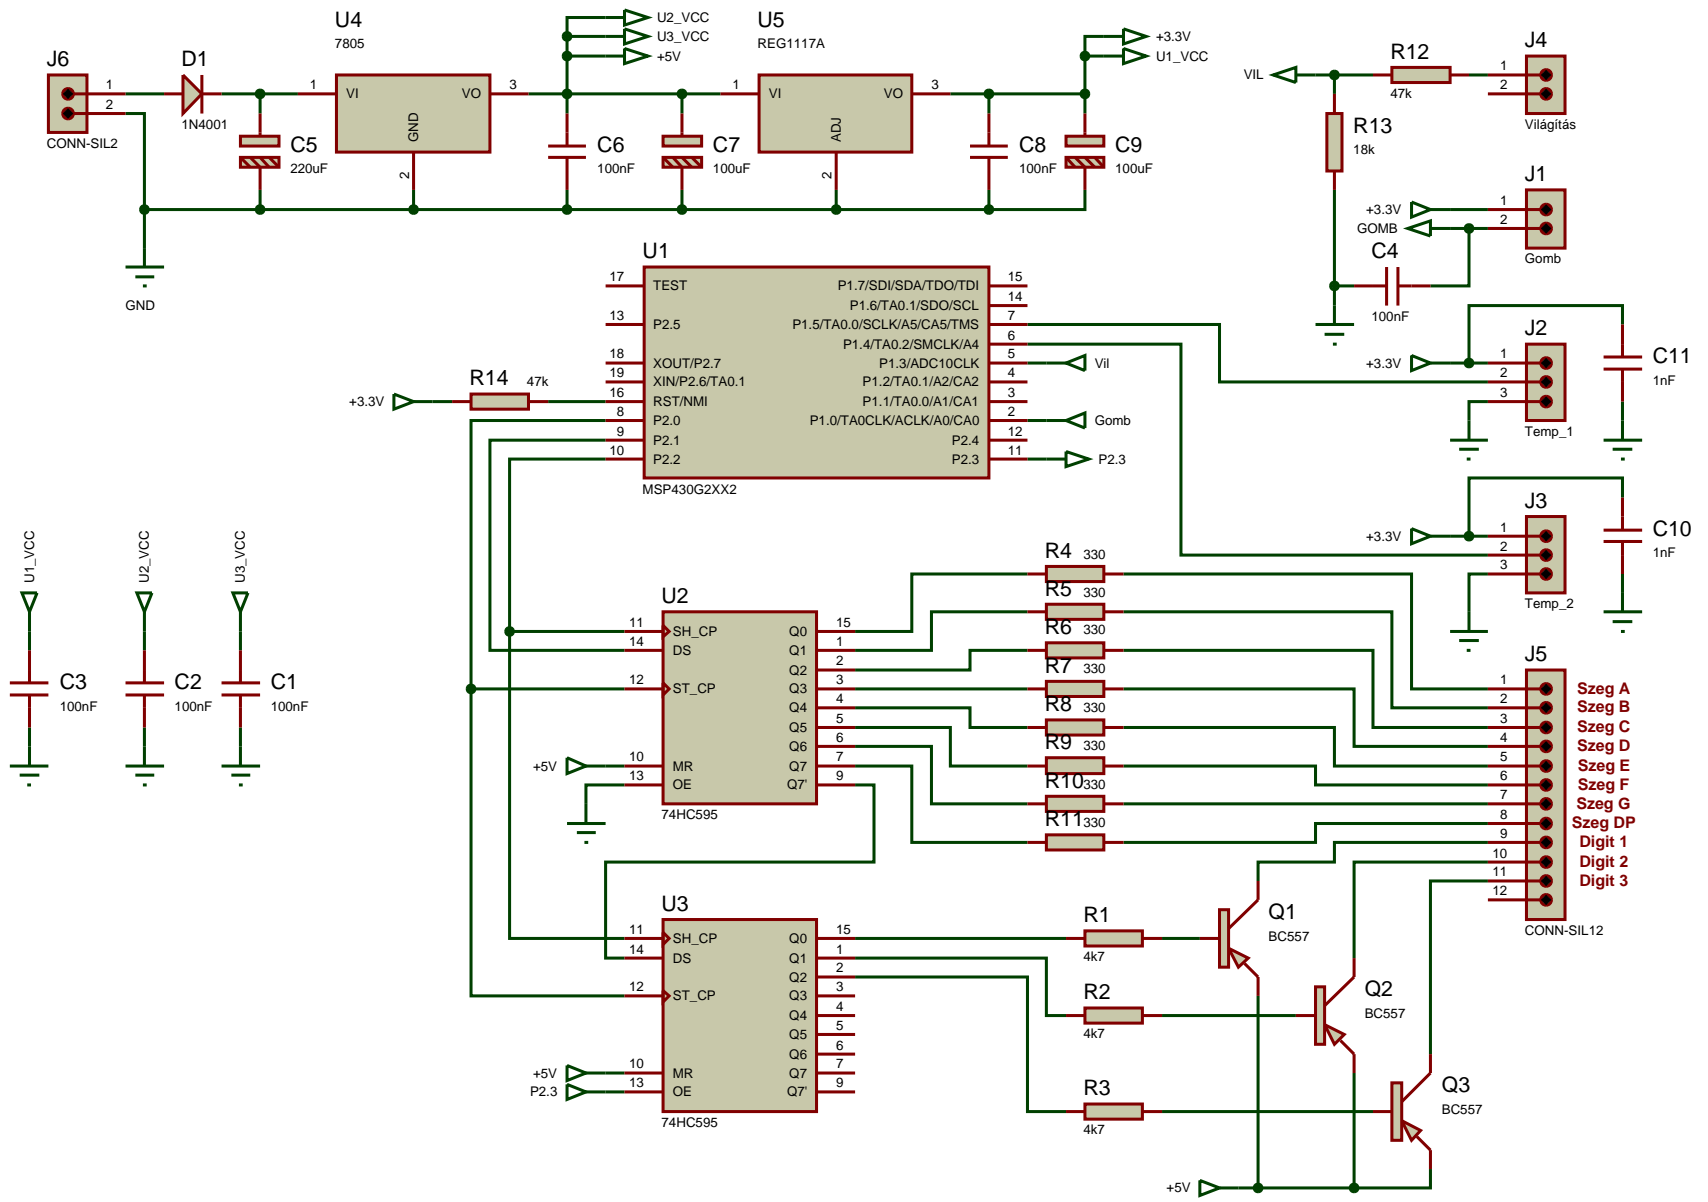 J6
1
2
CONN-SIL2
D1
1N4001
C5
220uF
U4
7805
1
VI
VO
3
GND
2
GND
U2_VCC
U3_VCC
+5V
C6
100nF
C7
100uF
U5
REG1117A
1
VI
VO
3
ADJ
2
C8
100nF
C9
100uF
+3.3V
U1_VCC
VIL
R12
47k
R13
18k
J4
1
2
Világítás
J1
1
2
Gomb
+3.3V
GOMB
C4
100nF
J2
1
2
3
Temp_1
+3.3V
C11
1nF
J3
1
2
3
Temp_2
+3.3V
C10
1nF
U1
17 TEST
13 P2.5
18 XOUT/P2.7
19 XIN/P2.6/TA0.1
16 RST/NMI
8 P2.0
9 P2.1
10 P2.2
P1.7/SDI/SDA/TDO/TDI 15
P1.6/TA0.1/SDO/SCL 14
P1.5/TA0.0/SCLK/A5/CA5/TMS 7
P1.4/TA0.2/SMCLK/A4 6
P1.3/ADC10CLK 5
P1.2/TA0.1/A2/CA2 4
P1.1/TA0.0/A1/CA1 3
P1.0/TA0CLK/ACLK/A0/CA0 2
P2.4 12
P2.3 11
MSP430G2XX2
Vil
Gomb
P2.3
+3.3V
R14
47k
U1_VCC
U2_VCC
U3_VCC
C3
100nF
C2
100nF
C1
100nF
U2
11 SH_CP
14 DS
12 ST_CP
10 MR
13 OE
Q0 15
Q1 1
Q2 2
Q3 3
Q4 4
Q5 5
Q6 6
Q7 7
Q7' 9
74HC595
+5V
R4 330
R5 330
R6 330
R7 330
R8 330
R9 330
R10 330
R11 330
J5
1 Szeg A
2 Szeg B
3 Szeg C
4 Szeg D
5 Szeg E
6 Szeg F
7 Szeg G
8 Szeg DP
9 Digit 1
10 Digit 2
11 Digit 3
12
CONN-SIL12
U3
11 SH_CP
14 DS
12 ST_CP
10 MR
13 OE
Q0 15
Q1 1
Q2 2
Q3 3
Q4 4
Q5 5
Q6 6
Q7 7
Q7' 9
74HC595
+5V
P2.3
R1
4k7
R2
4k7
R3
4k7
Q1
BC557
Q2
BC557
Q3
BC557
+5V